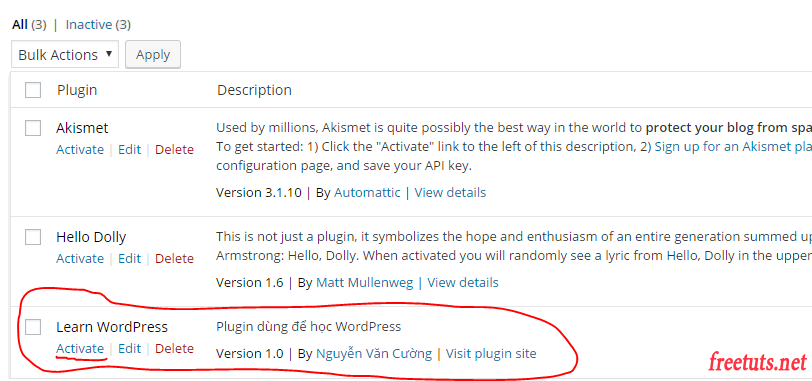 All (3) | Inactive (3)
Bulk Actions Apply
Plugin Description
Akismet
Activate | Edit | Delete
Used by millions, Akismet is quite possibly the best way in the world to protect your blog from spa
To get started: 1) Click the "Activate" link to the left of this description, 2) Sign up for an Akismet pla
configuration page, and save your API key.
Version 3.1.10 | By Automattic | View details
Hello Dolly
Activate | Edit | Delete
This is not just a plugin, it symbolizes the hope and enthusiasm of an entire generation summed up
Armstrong: Hello, Dolly. When activated you will randomly see a lyric from Hello, Dolly in the upper
Version 1.6 | By Matt Mullenweg | View details
Learn WordPress
Activate | Edit | Delete
Plugin dùng để học WordPress
Version 1.0 | By Nguyễn Văn Cường | Visit plugin site
freetuts.net